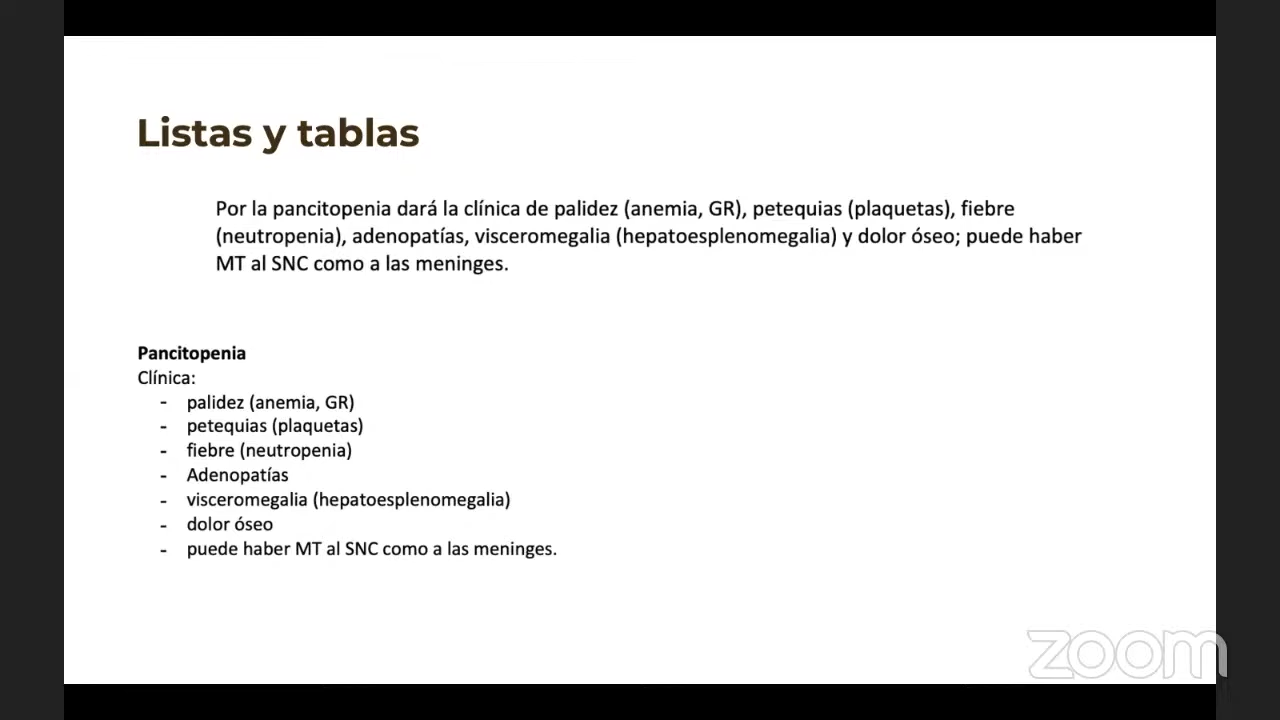 Listas y tablas
Por la pancitopenia dará la clínica de palidez (anemia, GR), petequias (plaquetas), fiebre
(neutropenia), adenopatías, visceromegalia (hepatoesplenomegalia) y dolor óseo; puede haber
MT al SNC como a las meninges.
Pancitopenia
Clínica:
- palidez (anemia, GR)
- petequias (plaquetas)
- fiebre (neutropenia)
- Adenopatías
- visceromegalia (hepatoesplenomegalia)
- dolor óseo
- puede haber MT al SNC como a las meninges.
zoom